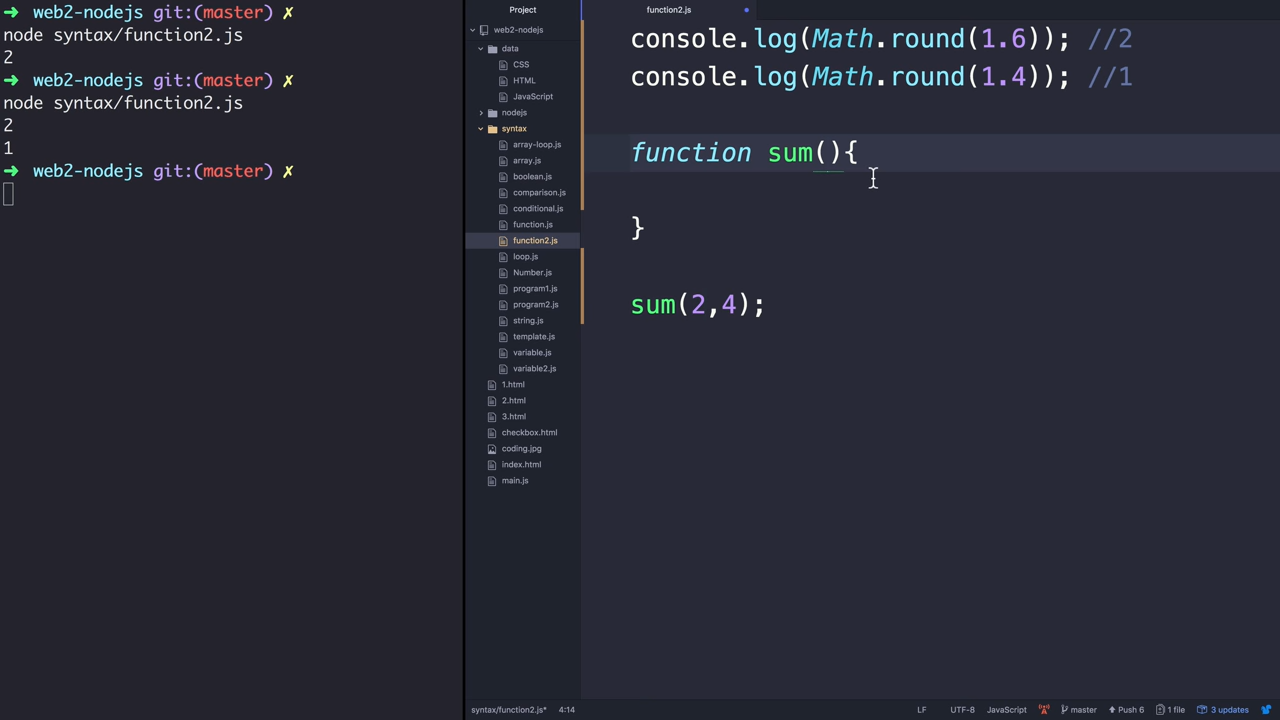 ➜ web2-nodejs git:(master) ✗
node syntax/function2.js
2
➜ web2-nodejs git:(master) ✗
node syntax/function2.js
2
1
➜ web2-nodejs git:(master) ✗
Project
web2-nodejs
data
CSS
HTML
JavaScript
nodejs
syntax
array-loop.js
array.js
boolean.js
comparison.js
conditional.js
function.js
function2.js
loop.js
Number.js
program1.js
program2.js
string.js
template.js
variable.js
variable2.js
1.html
2.html
3.html
checkbox.html
coding.jpg
index.html
main.js
function2.js
console.log(Math.round(1.6)); //2
console.log(Math.round(1.4)); //1
function sum(){
}
sum(2,4);
syntax/function2.js* 4:14 LF UTF-8 JavaScript master Push 6 1 file 3 updates